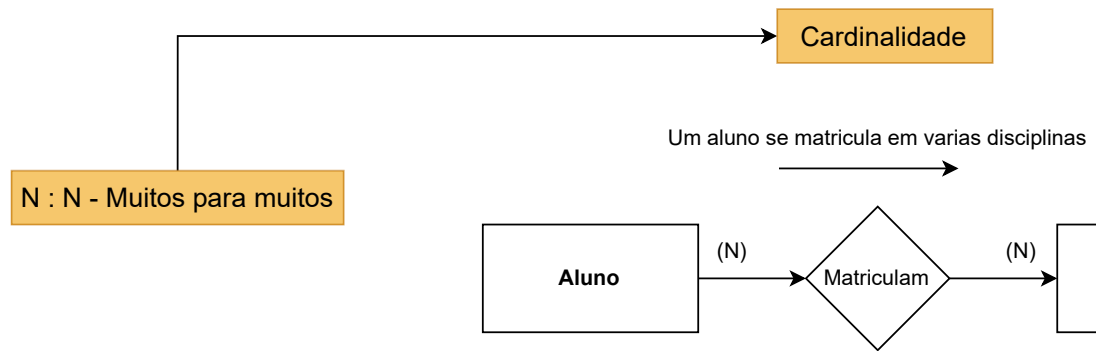 Cardinalidade
Um aluno se matricula em varias disciplinas
N : N - Muitos para muitos
(N)
(N)
Aluno
Matriculam